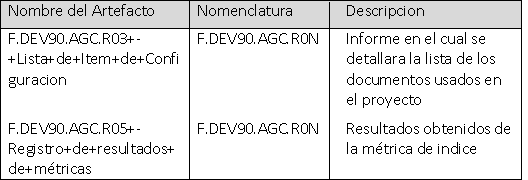 Nombre del Artefacto Nomenclatura Descripcion
F.DEV90.AGC.R03+- F.DEV90.AGC.R0N Informe en el cual se
+Lista+de+Item+de+Confi detallara la lista de los
guracion documentos usados en
el proyecto
F.DEV90.AGC.R05+- F.DEV90.AGC.R0N Resultados obtenidos de
Registro+de+resultados+ la métrica de indice
de+métricas